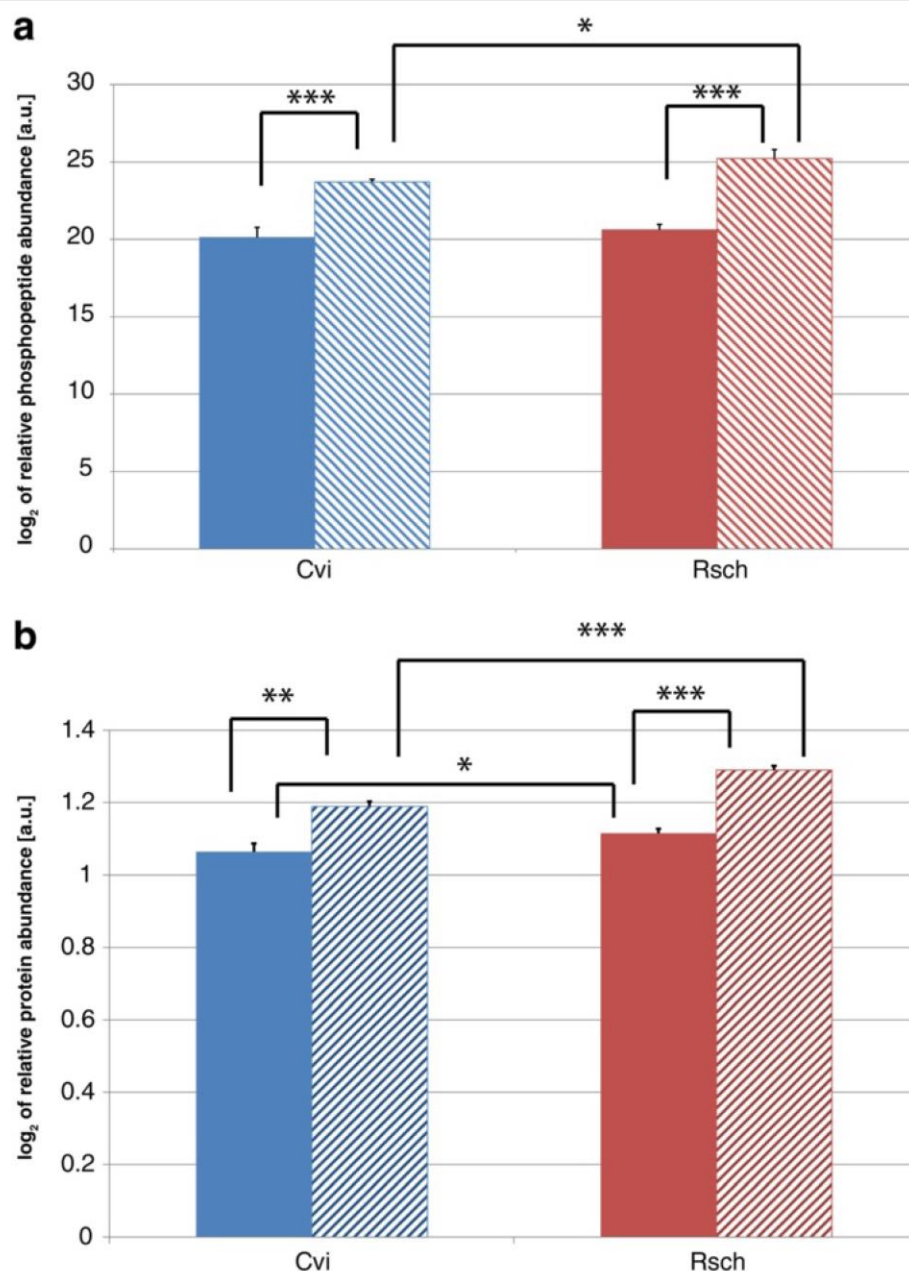 a
*
***
***
log₂ of relative phosphopeptide abundance [a.u.]
30
25
20
15
10
5
0
Cvi
Rsch
b
***
**
***
*
log₂ of relative protein abundance [a.u.]
1.4
1.2
1
0.8
0.6
0.4
0.2
0
Cvi
Rsch